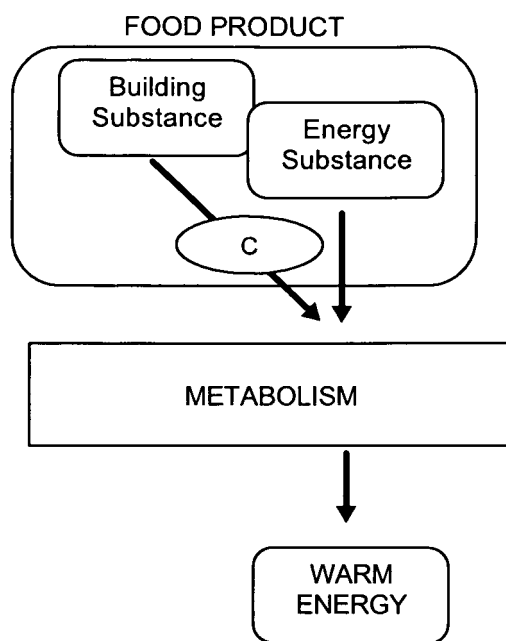 FOOD PRODUCT
Building
Substance
Energy
Substance
C
METABOLISM
WARM
ENERGY